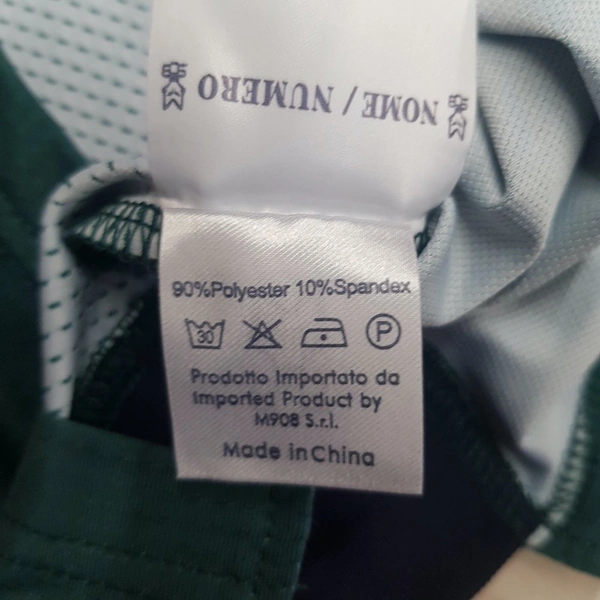 NOME / NUMERO
90%Polyester 10%Spandex
30 P
Prodotto Importato da
Imported Product by
M908 S.r.l.
Made in China